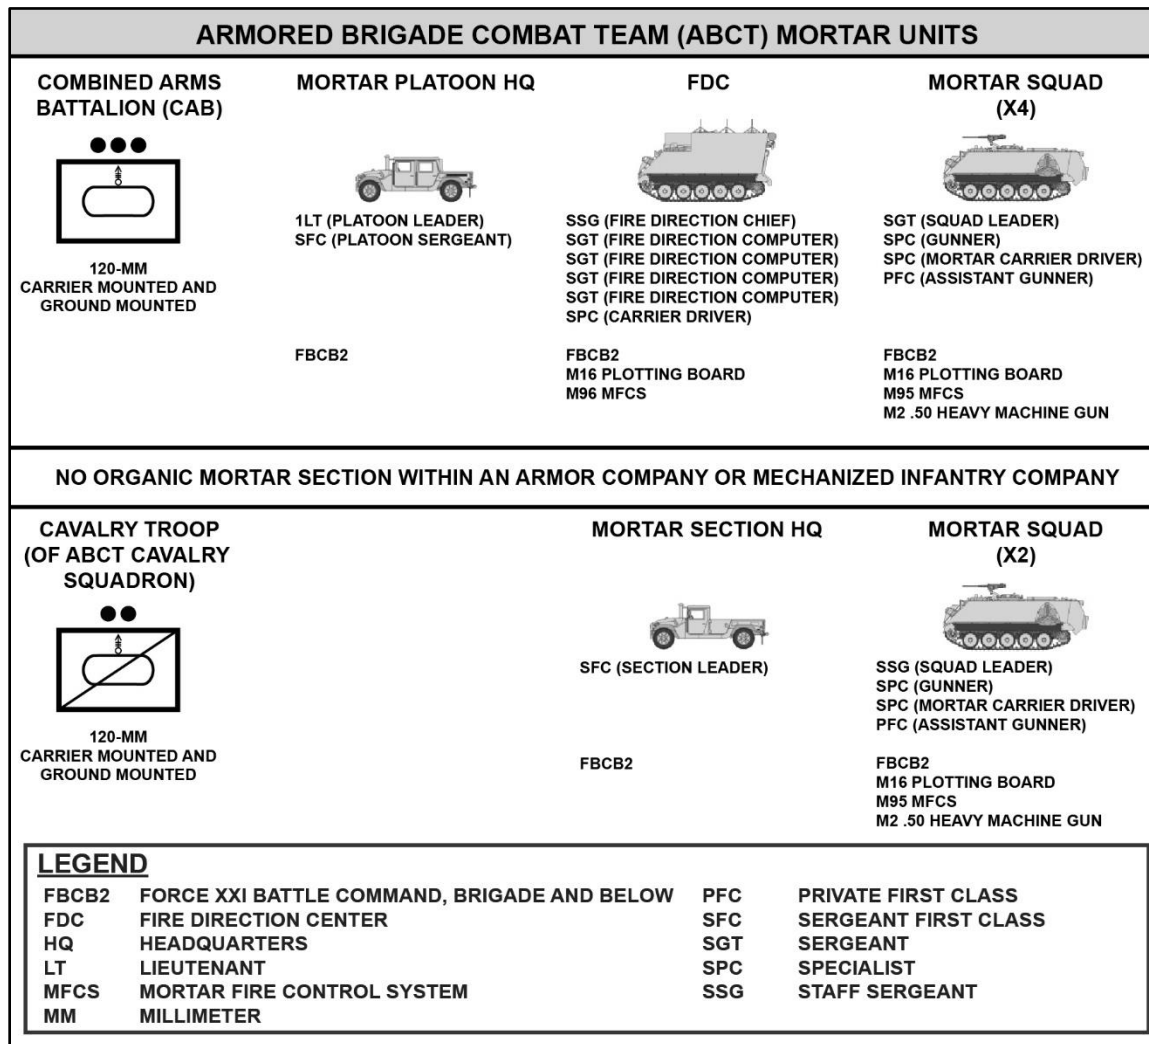 ARMORED BRIGADE COMBAT TEAM (ABCT) MORTAR UNITS
COMBINED ARMS
BATTALION (CAB)
120-MM
CARRIER MOUNTED AND
GROUND MOUNTED
MORTAR PLATOON HQ
1LT (PLATOON LEADER)
SFC (PLATOON SERGEANT)
FBCB2
FDC
SSG (FIRE DIRECTION CHIEF)
SGT (FIRE DIRECTION COMPUTER)
SGT (FIRE DIRECTION COMPUTER)
SGT (FIRE DIRECTION COMPUTER)
SGT (FIRE DIRECTION COMPUTER)
SPC (CARRIER DRIVER)
FBCB2
M16 PLOTTING BOARD
M96 MFCS
MORTAR SQUAD
(X4)
SGT (SQUAD LEADER)
SPC (GUNNER)
SPC (MORTAR CARRIER DRIVER)
PFC (ASSISTANT GUNNER)
FBCB2
M16 PLOTTING BOARD
M95 MFCS
M2 .50 HEAVY MACHINE GUN
NO ORGANIC MORTAR SECTION WITHIN AN ARMOR COMPANY OR MECHANIZED INFANTRY COMPANY
CAVALRY TROOP
(OF ABCT CAVALRY
SQUADRON)
120-MM
CARRIER MOUNTED AND
GROUND MOUNTED
MORTAR SECTION HQ
SFC (SECTION LEADER)
FBCB2
MORTAR SQUAD
(X2)
SSG (SQUAD LEADER)
SPC (GUNNER)
SPC (MORTAR CARRIER DRIVER)
PFC (ASSISTANT GUNNER)
FBCB2
M16 PLOTTING BOARD
M95 MFCS
M2 .50 HEAVY MACHINE GUN
LEGEND
FBCB2 FORCE XXI BATTLE COMMAND, BRIGADE AND BELOW
FDC FIRE DIRECTION CENTER
HQ HEADQUARTERS
LT LIEUTENANT
MFCS MORTAR FIRE CONTROL SYSTEM
MM MILLIMETER
PFC PRIVATE FIRST CLASS
SFC SERGEANT FIRST CLASS
SGT SERGEANT
SPC SPECIALIST
SSG STAFF SERGEANT